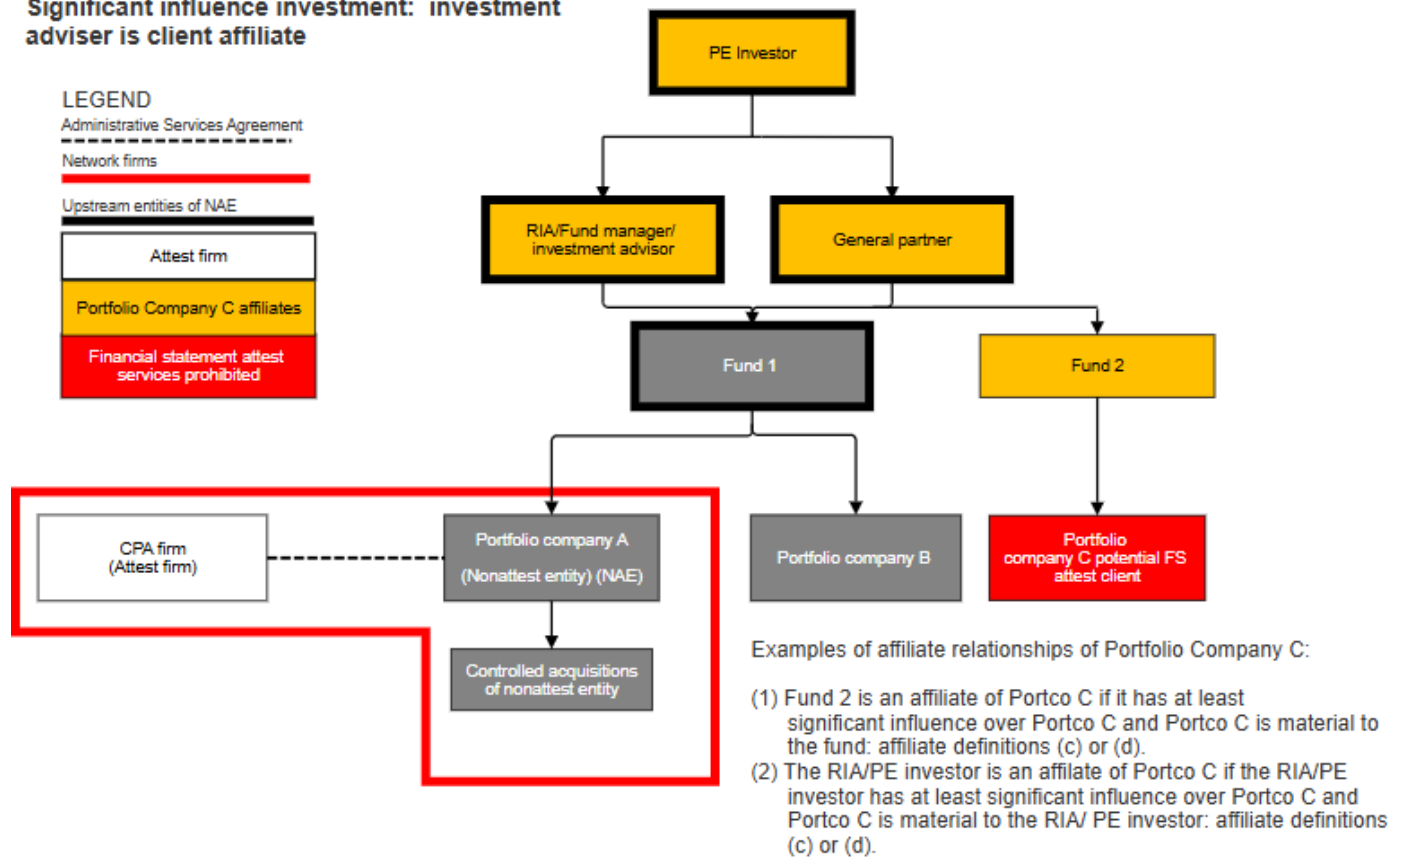 Significant influence investment: investment
adviser is client affiliate
LEGEND
Administrative Services Agreement
Network firms
Upstream entities of NAE
Attest firm
Portfolio Company C affiliates
Financial statement attest
services prohibited
PE Investor
RIA/Fund manager/
investment advisor
General partner
Fund 1
Fund 2
CPA firm
(Attest firm)
Portfolio company A
(Nonattest entity) (NAE)
Portfolio company B
Portfolio
company C potential FS
attest client
Controlled acquisitions
of nonattest entity
Examples of affiliate relationships of Portfolio Company C:
(1) Fund 2 is an affiliate of Portco C if it has at least
significant influence over Portco C and Portco C is material to
the fund: affiliate definitions (c) or (d).
(2) The RIA/PE investor is an affilate of Portco C if the RIA/PE
investor has at least significant influence over Portco C and
Portco C is material to the RIA/ PE investor: affiliate definitions
(c) or (d).